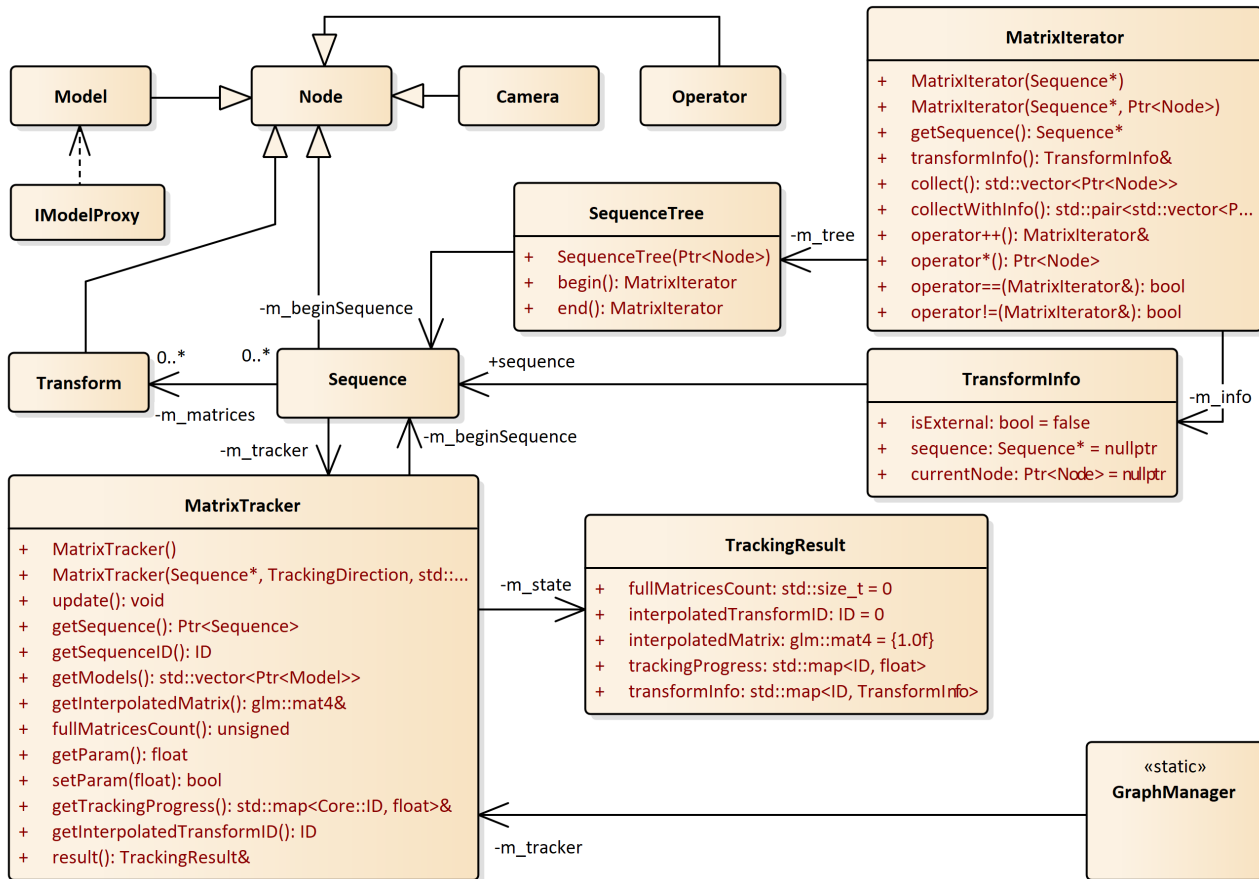 Model
Node
Camera
Operator
IModelProxy
MatrixIterator
+ MatrixIterator(Sequence*)
+ MatrixIterator(Sequence*, Ptr<Node>)
+ getSequence(): Sequence*
+ transformInfo(): TransformInfo&
+ collect(): std::vector<Ptr<Node>>
+ collectWithInfo(): std::pair<std::vector<P...
+ operator++(): MatrixIterator&
+ operator*(): Ptr<Node>
+ operator==(MatrixIterator&): bool
+ operator!=(MatrixIterator&): bool
SequenceTree
+ SequenceTree(Ptr<Node>)
+ begin(): MatrixIterator
+ end(): MatrixIterator
-m_tree
-m_beginSequence
0..*
0..*
Transform
Sequence
+sequence
-m_matrices
TransformInfo
+ isExternal: bool = false
+ sequence: Sequence* = nullptr
+ currentNode: Ptr<Node> = nullptr
-m_info
-m_tracker
-m_beginSequence
MatrixTracker
+ MatrixTracker()
+ MatrixTracker(Sequence*, TrackingDirection, std::...
+ update(): void
+ getSequence(): Ptr<Sequence>
+ getSequenceID(): ID
+ getModels(): std::vector<Ptr<Model>>
+ getInterpolatedMatrix(): glm::mat4&
+ fullMatricesCount(): unsigned
+ getParam(): float
+ setParam(float): bool
+ getTrackingProgress(): std::map<Core::ID, float>&
+ getInterpolatedTransformID(): ID
+ result(): TrackingResult&
-m_state
TrackingResult
+ fullMatricesCount: std::size_t = 0
+ interpolatedTransformID: ID = 0
+ interpolatedMatrix: glm::mat4 = {1.0f}
+ trackingProgress: std::map<ID, float>
+ transformInfo: std::map<ID, TransformInfo>
«static»
GraphManager
-m_tracker